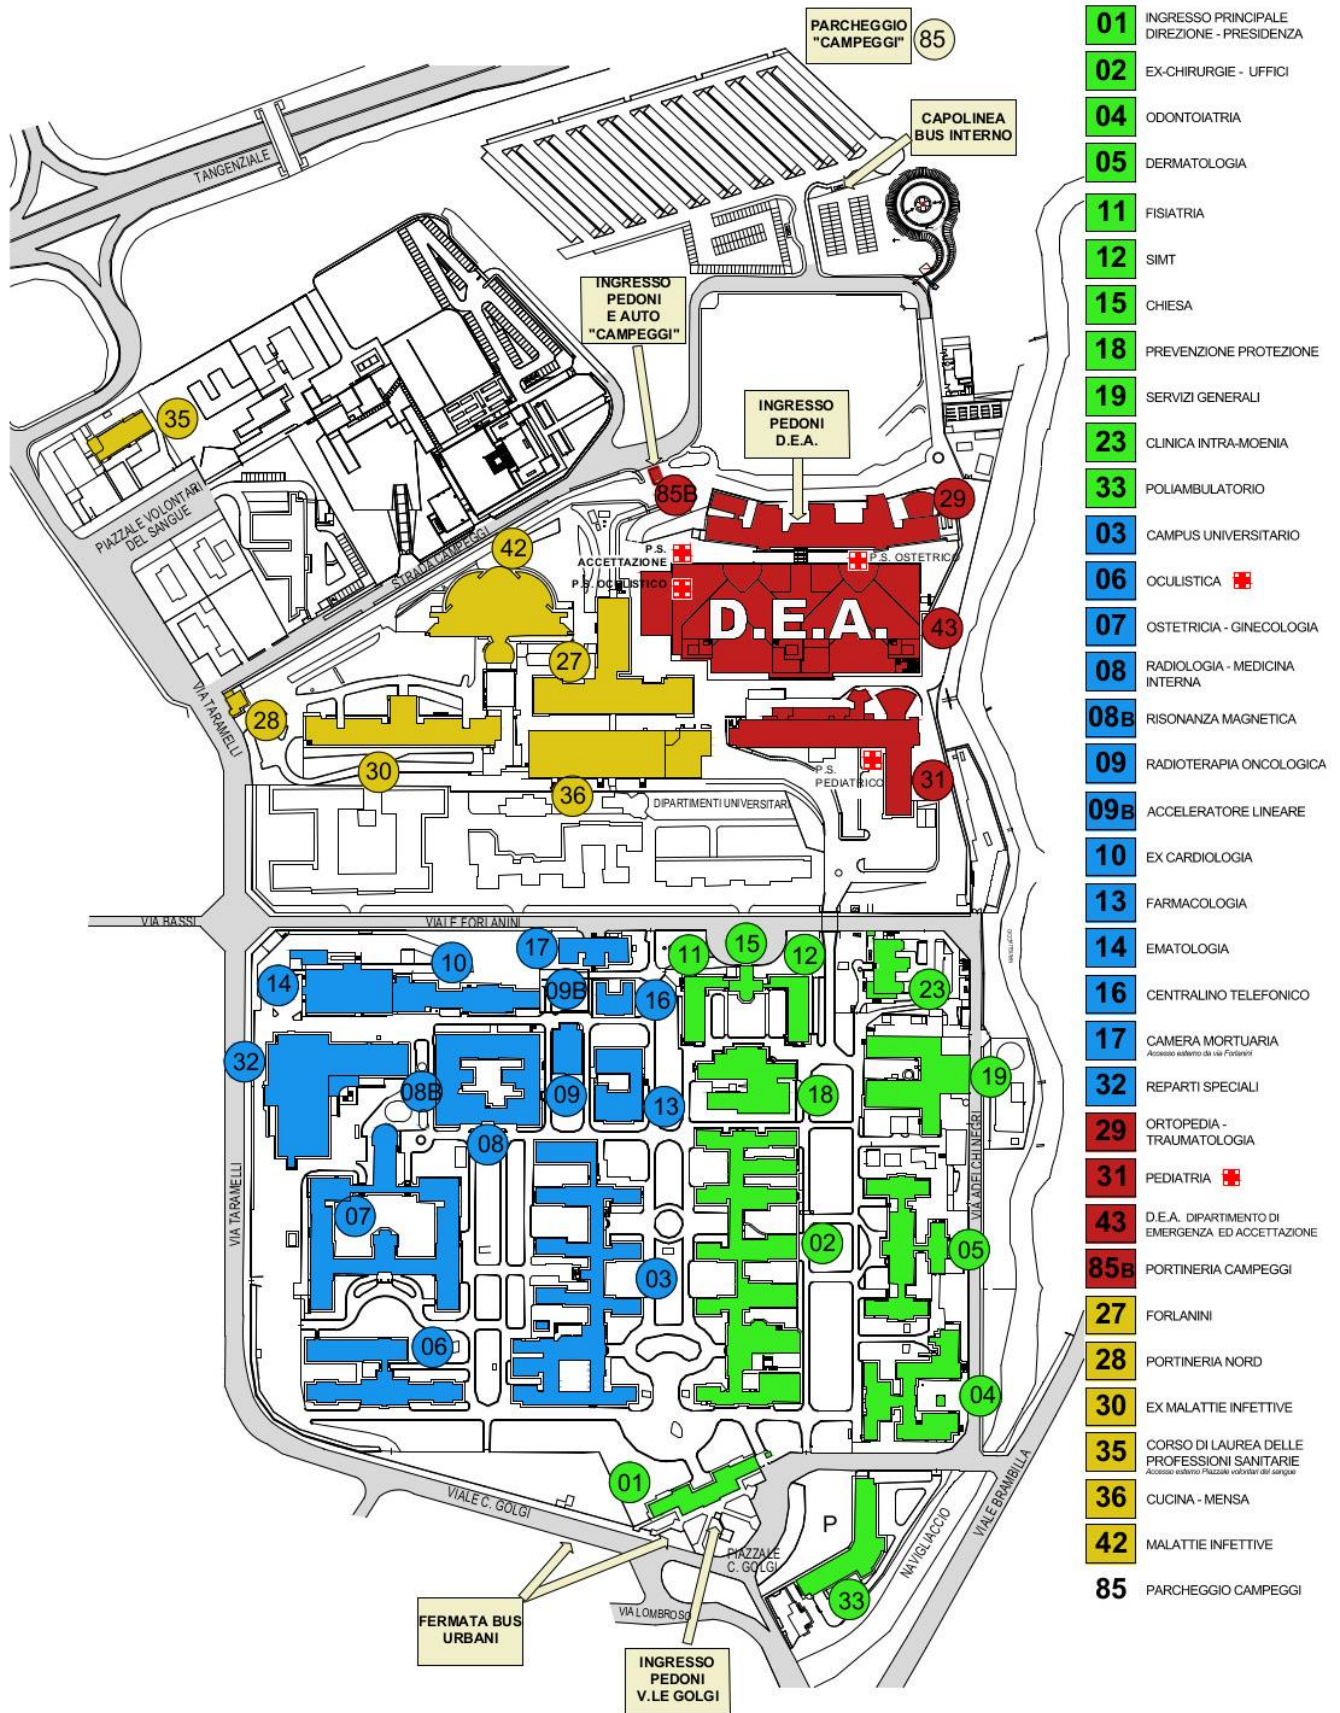 PARCHEGGIO
"CAMPEGGI"
85
CAPOLINEA
BUS INTERNO
TANGENZIALE
INGRESSO
PEDONI
E AUTO
"CAMPEGGI"
INGRESSO
PEDONI
D.E.A.
35
PIAZZALE VOLONTARI
DEL SANGUE
STRADA CAMPEGGI
85B
29
42
P.S.
ACCETTAZIONE
P.S. OSTETRICO
P.S. OCULISTICO
D.E.A.
43
27
VIA TARAMELLI
28
30
36
P.S.
PEDIATRICO
31
DIPARTIMENTI UNIVERSITARI
VIA BASSI
VIALE FORLANINI
NAVIGLIACCIO
17
11
15
12
10
14
09B
16
23
32
08B
09
13
18
19
08
VIA TARAMELLI
VIA ADELCHI NEGRI
07
02
05
03
06
04
01
VIALE C. GOLGI
P
NAVIGLIACCIO
VIALE BRAMBILLA
PIAZZALE
C. GOLGI
33
FERMATA BUS
URBANI
VIA LOMBROSO
INGRESSO
PEDONI
V.LE GOLGI
01 INGRESSO PRINCIPALE
DIREZIONE - PRESIDENZA
02 EX-CHIRURGIE - UFFICI
04 ODONTOIATRIA
05 DERMATOLOGIA
11 FISIATRIA
12 SIMT
15 CHIESA
18 PREVENZIONE PROTEZIONE
19 SERVIZI GENERALI
23 CLINICA INTRA-MOENIA
33 POLIAMBULATORIO
03 CAMPUS UNIVERSITARIO
06 OCULISTICA
07 OSTETRICIA - GINECOLOGIA
08 RADIOLOGIA - MEDICINA
INTERNA
08B RISONANZA MAGNETICA
09 RADIOTERAPIA ONCOLOGICA
09B ACCELERATORE LINEARE
10 EX CARDIOLOGIA
13 FARMACOLOGIA
14 EMATOLOGIA
16 CENTRALINO TELEFONICO
17 CAMERA MORTUARIA
Accesso esterno da via Forlanini
32 REPARTI SPECIALI
29 ORTOPEDIA -
TRAUMATOLOGIA
31 PEDIATRIA
43 D.E.A. DIPARTIMENTO DI
EMERGENZA ED ACCETTAZIONE
85B PORTINERIA CAMPEGGI
27 FORLANINI
28 PORTINERIA NORD
30 EX MALATTIE INFETTIVE
35 CORSO DI LAUREA DELLE
PROFESSIONI SANITARIE
Accesso esterno Piazzale volontari del sangue
36 CUCINA - MENSA
42 MALATTIE INFETTIVE
85 PARCHEGGIO CAMPEGGI